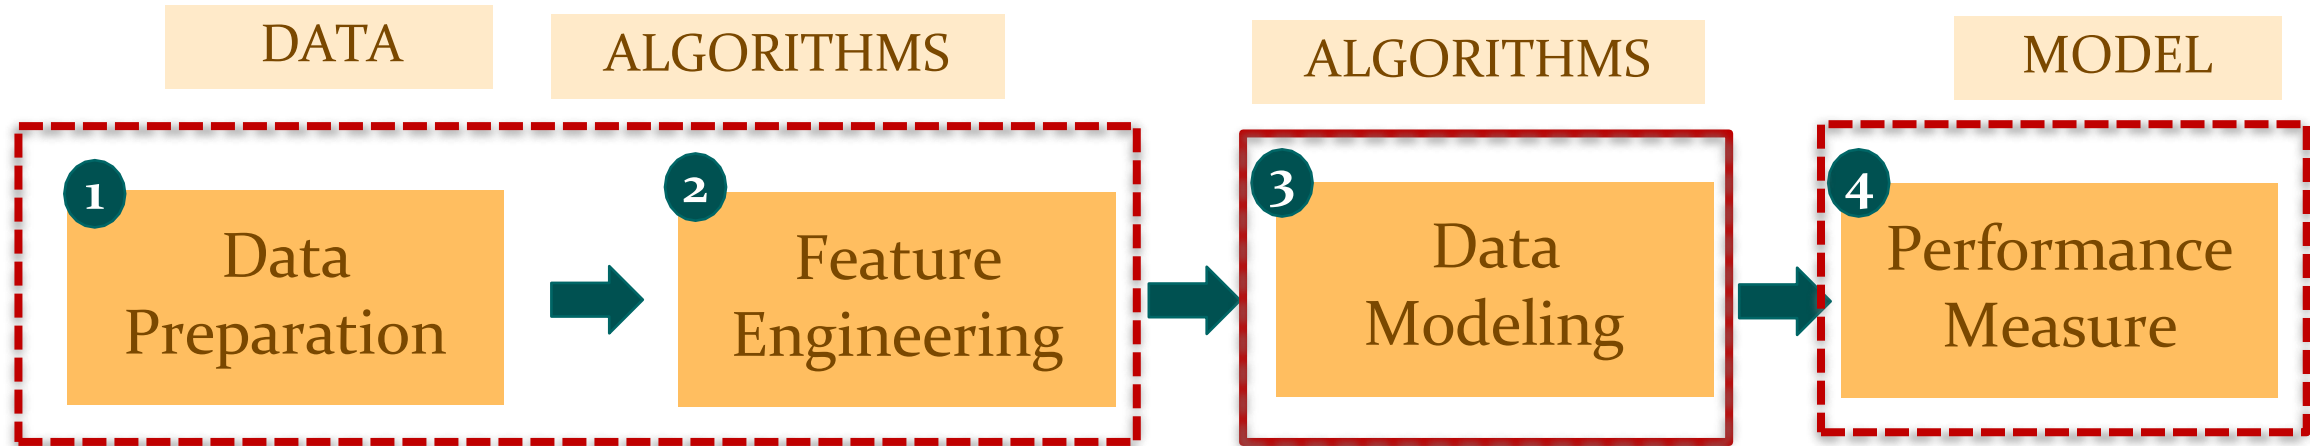 DATA
ALGORITHMS
ALGORITHMS
MODEL
1
Data
Preparation
2
Feature
Engineering
3
Data
Modeling
4
Performance
Measure